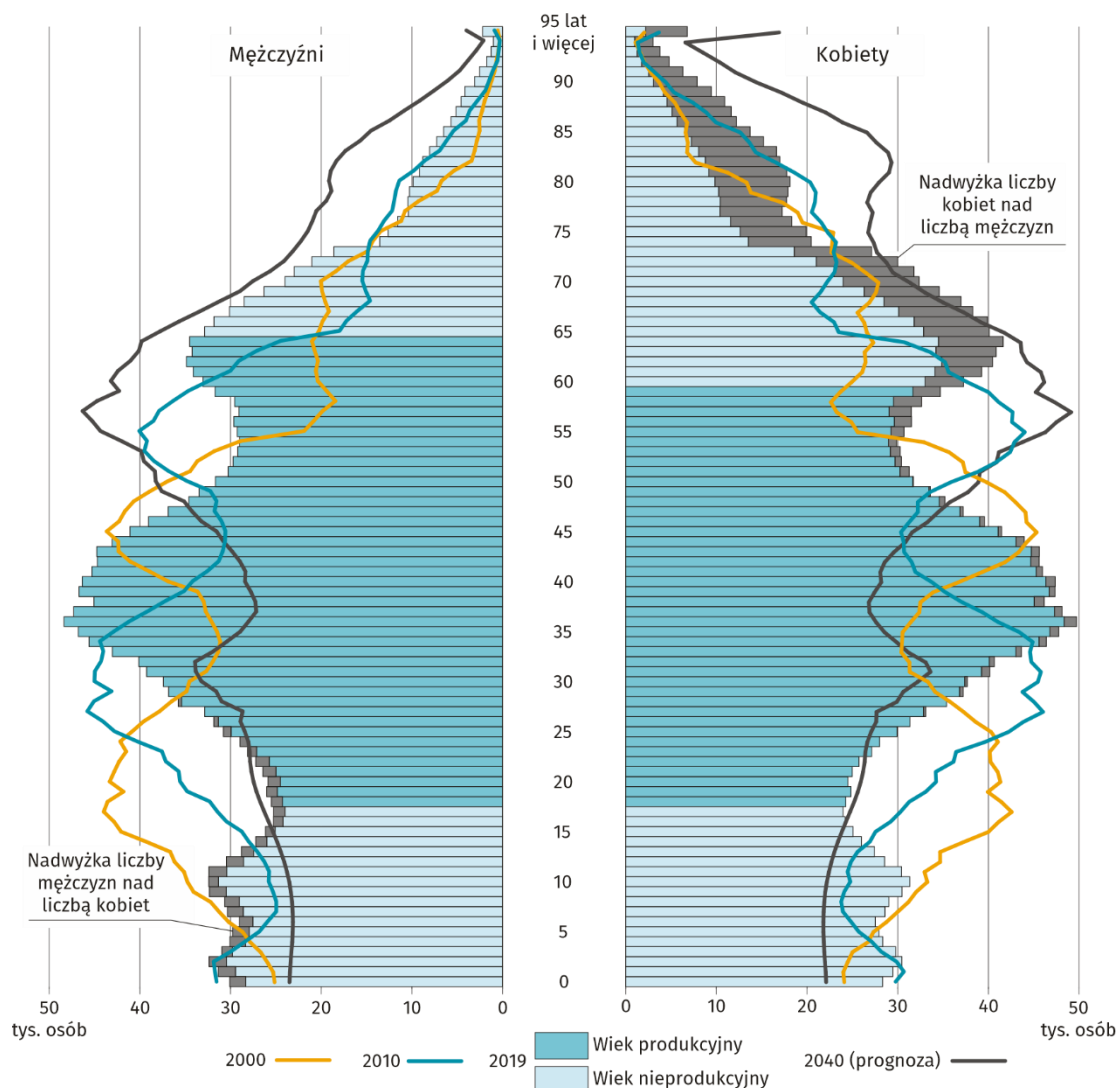 95 lat
i więcej
Mężczyźni
Kobiety
90
85
80
Nadwyżka liczby
kobiet nad
liczbą mężczyzn
75
70
65
60
55
50
45
40
35
30
25
20
15
Nadwyżka liczby
mężczyzn nad
liczbą kobiet
10
5
0
50 40 30 20 10 0 0 10 20 30 40 50
tys. osób tys. osób
2000 2010 2019 Wiek produkcyjny 2040 (prognoza)
Wiek nieprodukcyjny